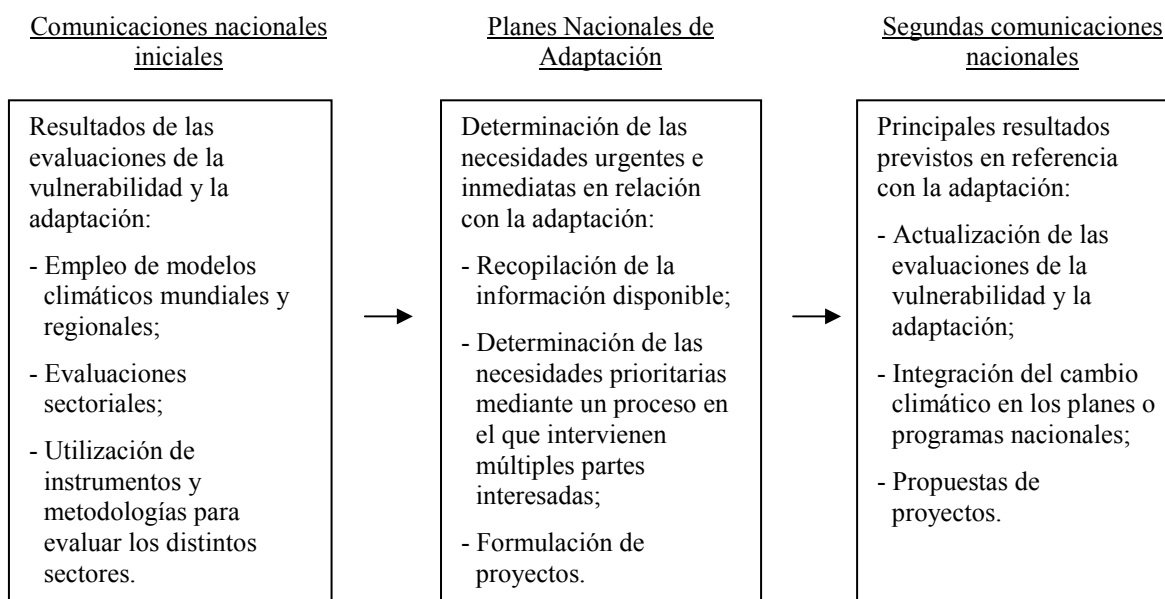 Comunicaciones nacionales
iniciales
Resultados de las
evaluaciones de la
vulnerabilidad y la
adaptación:
- Empleo de modelos
climáticos mundiales y
regionales;
- Evaluaciones
sectoriales;
- Utilización de
instrumentos y
metodologías para
evaluar los distintos
sectores.
Planes Nacionales de
Adaptación
Determinación de las
necesidades urgentes e
inmediatas en relación
con la adaptación:
- Recopilación de la
información disponible;
- Determinación de las
necesidades prioritarias
mediante un proceso en
el que intervienen
múltiples partes
interesadas;
- Formulación de
proyectos.
Segundas comunicaciones
nacionales
Principales resultados
previstos en referencia
con la adaptación:
- Actualización de las
evaluaciones de la
vulnerabilidad y la
adaptación;
- Integración del cambio
climático en los planes o
programas nacionales;
- Propuestas de
proyectos.